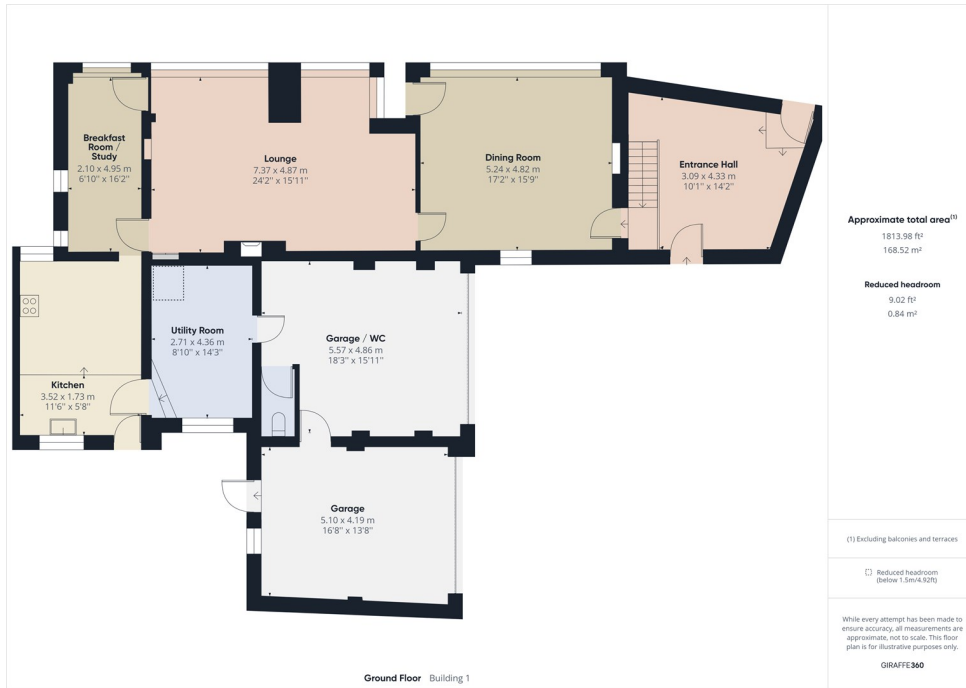 Breakfast
Room /
Study
2.10 x 4.95 m
6'10" x 16'2"
Lounge
7.37 x 4.87 m
24'2" x 15'11"
Dining Room
5.24 x 4.82 m
17'2" x 15'9"
Entrance Hall
3.09 x 4.33 m
10'1" x 14'2"
Utility Room
2.71 x 4.36 m
8'10" x 14'3"
Garage / WC
5.57 x 4.86 m
18'3" x 15'11"
Kitchen
3.52 x 1.73 m
11'6" x 5'8"
Garage
5.10 x 4.19 m
16'8" x 13'8"
Ground Floor Building 1
Approximate total area(1)
1813.98 ft²
168.52 m²
Reduced headroom
9.02 ft²
0.84 m²
(1) Excluding balconies and terraces
Reduced headroom
(below 1.5m/4.92ft)
While every attempt has been made to
ensure accuracy, all measurements are
approximate, not to scale. This floor
plan is for illustrative purposes only.
GIRAFFE360